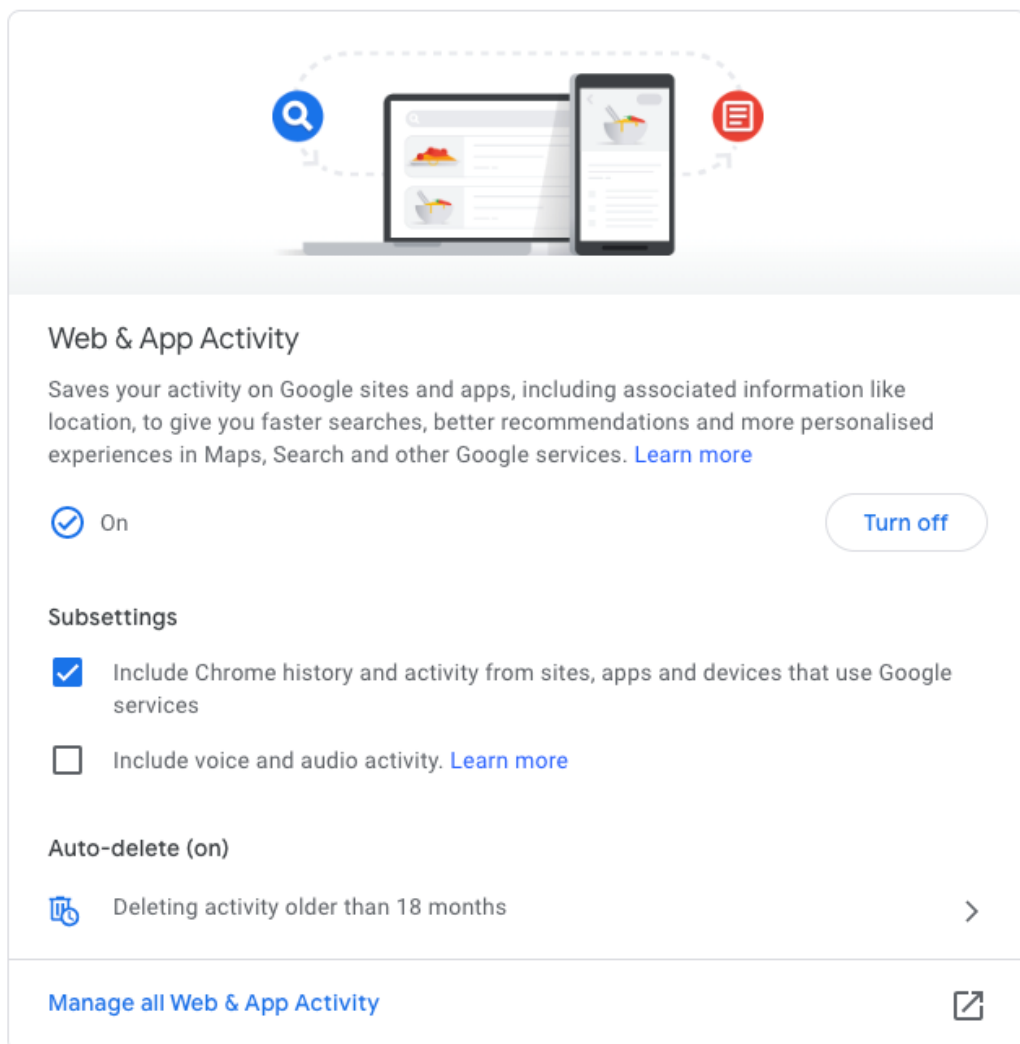 Web & App Activity
Saves your activity on Google sites and apps, including associated information like
location, to give you faster searches, better recommendations and more personalised
experiences in Maps, Search and other Google services. Learn more
On
Turn off
Subsettings
Include Chrome history and activity from sites, apps and devices that use Google
services
Include voice and audio activity. Learn more
Auto-delete (on)
Deleting activity older than 18 months
Manage all Web & App Activity